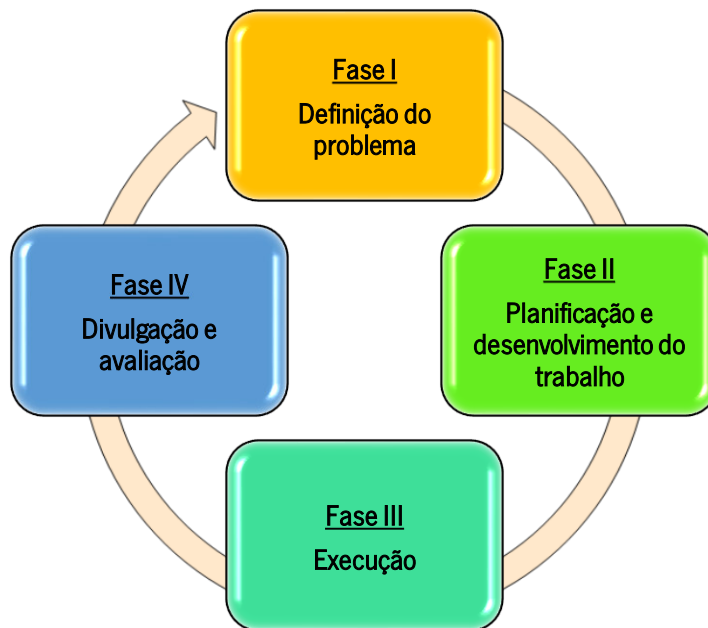 Fase I
Definição do
problema
Fase II
Planificação e
desenvolvimento do
trabalho
Fase III
Execução
Fase IV
Divulgação e
avaliação